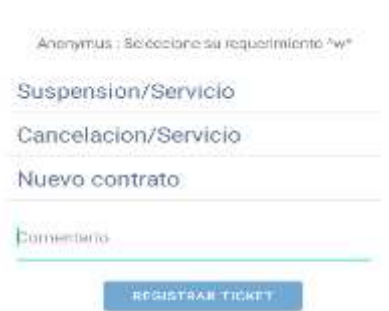 Anonymus : Seleccione su requerimiento ^w^
Suspension/Servicio
Cancelacion/Servicio
Nuevo contrato
Comentario
REGISTRAR TICKET